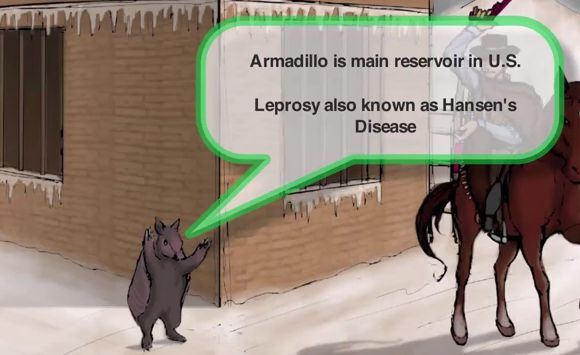 Armadillo is main reservoir in U.S.
Leprosy also known as Hansen's
Disease